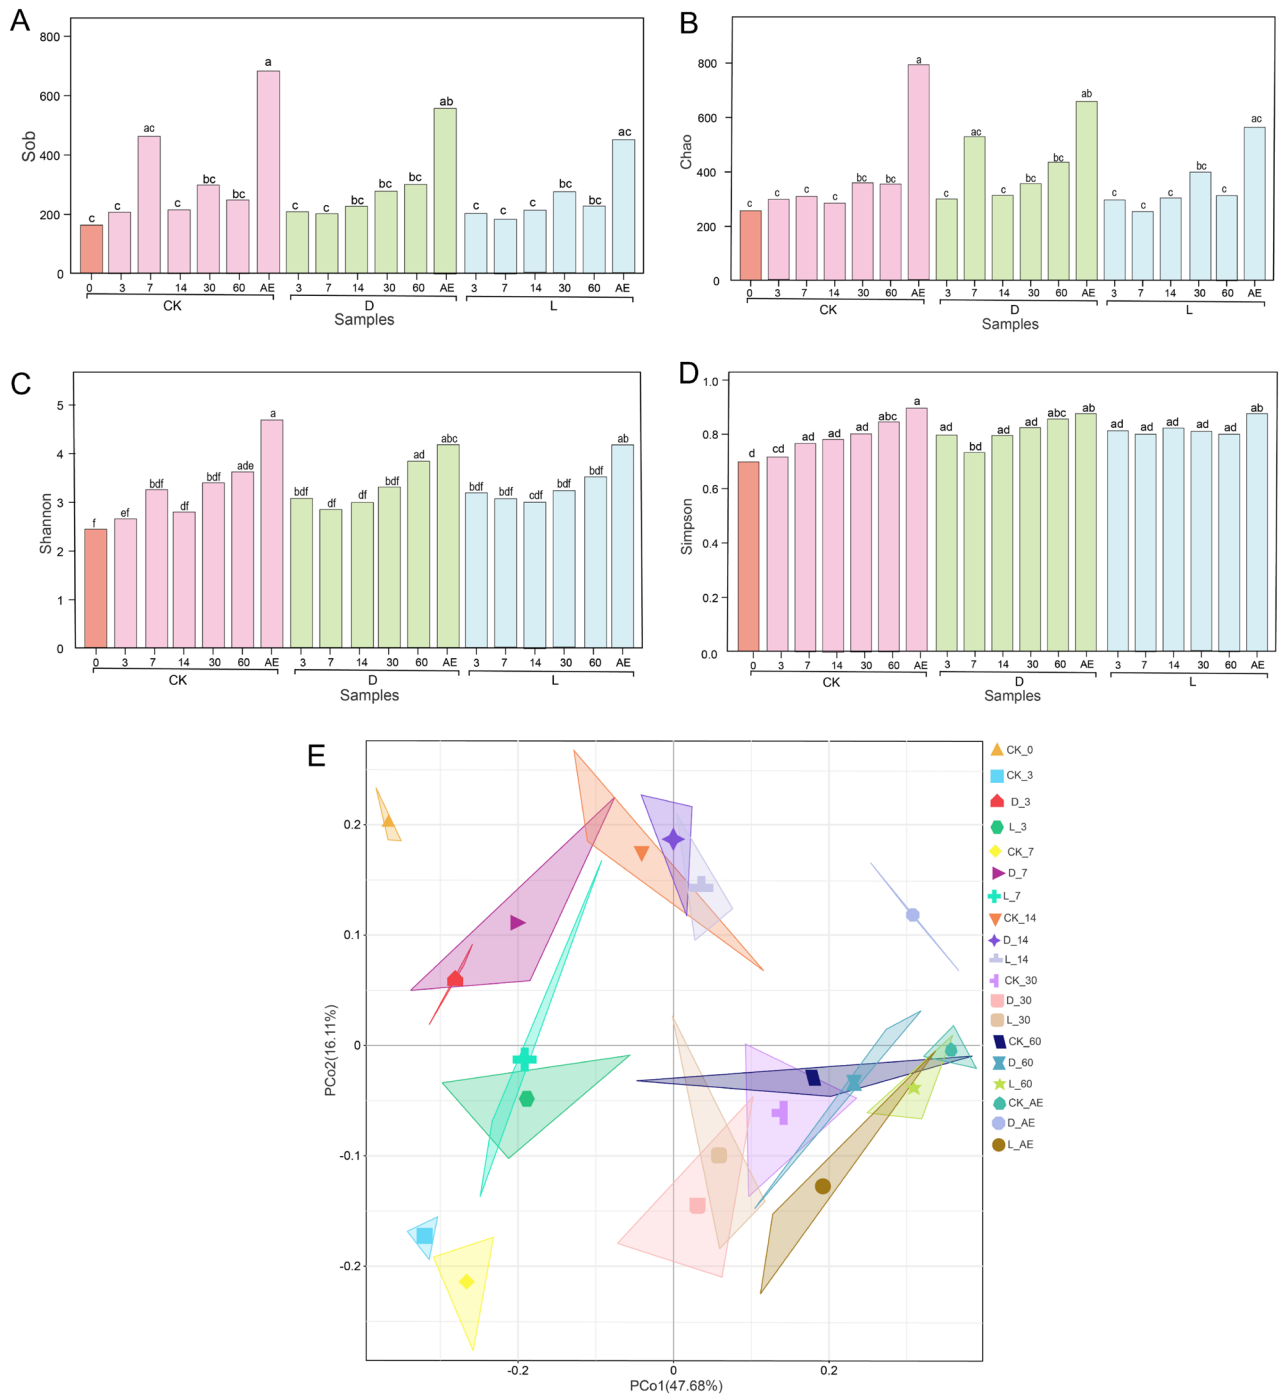 A
Sob
800
600
400
200
0
c
c
ac
c
bc
bc
a
c
c
bc
bc
bc
ab
c
c
c
bc
bc
ac
0 3 7 14 30 60 AE 3 7 14 30 60 AE 3 7 14 30 60 AE
CK D L
Samples
B
Chao
800
600
400
200
0
c
c
c
c
bc
bc
a
c
ac
c
bc
bc
ab
c
c
c
bc
c
ac
0 3 7 14 30 60 AE 3 7 14 30 60 AE 3 7 14 30 60 AE
CK D L
Samples
C
Shannon
5
4
3
2
1
0
f
ef
bdf
df
bdf
ade
a
bdf
df
df
bdf
ad
abc
bdf
bdf
cdf
bdf
bdf
ab
0 3 7 14 30 60 AE 3 7 14 30 60 AE 3 7 14 30 60 AE
CK D L
Samples
D
Simpson
1.0
0.8
0.6
0.4
0.2
0.0
d
cd
ad
ad
ad
abc
a
ad
bd
ad
ad
abc
ab
ad
ad
ad
ad
ad
ab
0 3 7 14 30 60 AE 3 7 14 30 60 AE 3 7 14 30 60 AE
CK D L
Samples
E
PCo2(16.11%)
0.2
0.1
0
-0.1
-0.2
-0.2 0 0.2
PCo1(47.68%)
CK_0
CK_3
D_3
L_3
CK_7
D_7
L_7
CK_14
D_14
L_14
CK_30
D_30
L_30
CK_60
D_60
L_60
CK_AE
D_AE
L_AE